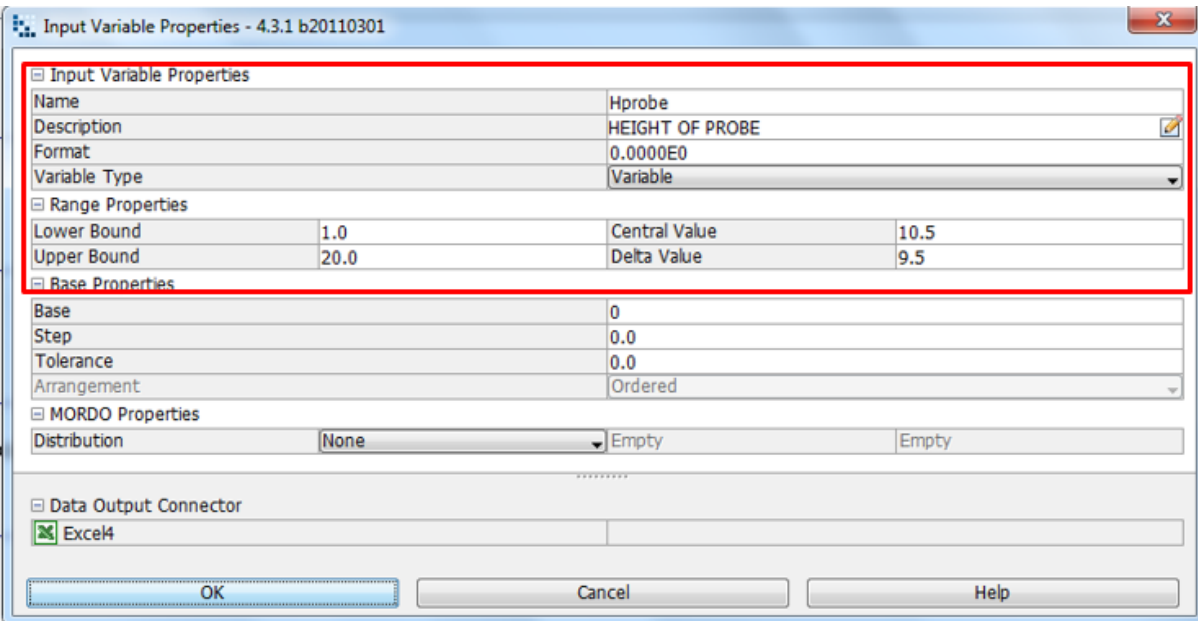 Input Variable Properties - 4.3.1 b20110301
Input Variable Properties
Name Hprobe
Description HEIGHT OF PROBE
Format 0.0000E0
Variable Type Variable
Range Properties
Lower Bound 1.0 Central Value 10.5
Upper Bound 20.0 Delta Value 9.5
Base Properties
Base 0
Step 0.0
Tolerance 0.0
Arrangement Ordered
MORDO Properties
Distribution None Empty Empty
Data Output Connector
Excel4
OK Cancel Help